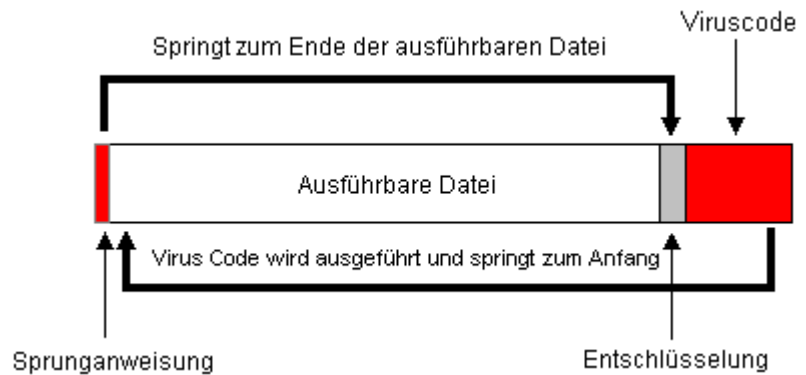 Viruscode
Springt zum Ende der ausführbaren Datei
Ausführbare Datei
Virus Code wird ausgeführt und springt zum Anfang
Sprunganweisung
Entschlüsselung